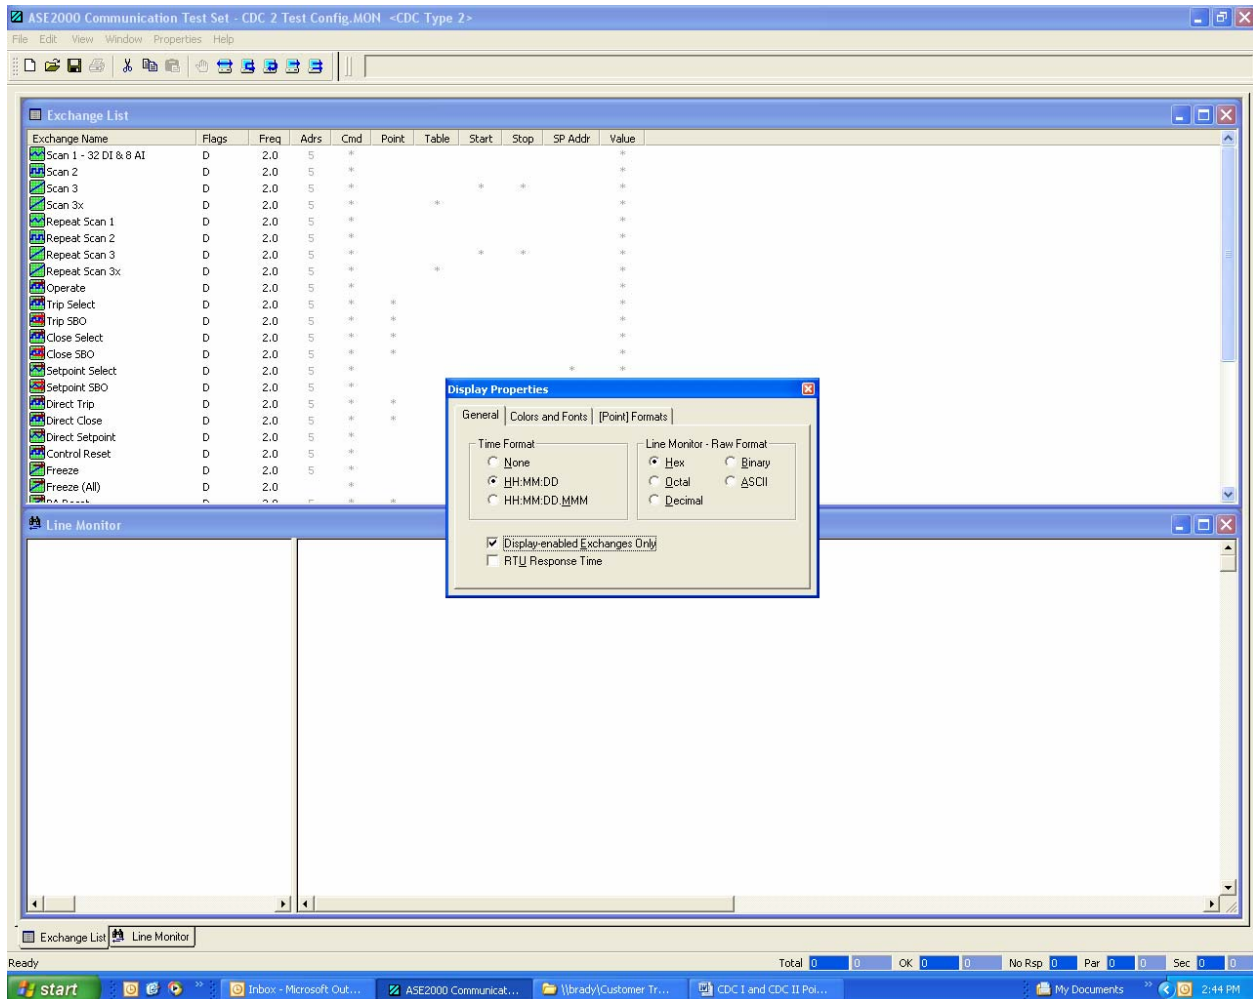 ASE2000 Communication Test Set - CDC 2 Test Config.MON <CDC Type 2>
File Edit View Window Properties Help
Exchange List
Exchange Name Flags Freq Adrs Cmd Point Table Start Stop SP Addr Value
Scan 1 - 32 DI & 8 AI D 2.0 5 * *
Scan 2 D 2.0 5 * *
Scan 3 D 2.0 5 * * * *
Scan 3x D 2.0 5 * * *
Repeat Scan 1 D 2.0 5 * *
Repeat Scan 2 D 2.0 5 * *
Repeat Scan 3 D 2.0 5 * * * *
Repeat Scan 3x D 2.0 5 * * *
Operate D 2.0 5 * *
Trip Select D 2.0 5 * * *
Trip SBO D 2.0 5 * * *
Close Select D 2.0 5 * * *
Close SBO D 2.0 5 * * *
Setpoint Select D 2.0 5 * * *
Setpoint SBO D 2.0 5 *
Direct Trip D 2.0 5 * *
Direct Close D 2.0 5 * *
Direct Setpoint D 2.0 5 *
Control Reset D 2.0 5 *
Freeze D 2.0 5 *
Freeze (All) D 2.0 *
Display Properties
General Colors and Fonts [Point] Formats
Time Format
None
HH:MM:DD
HH:MM:DD.MMM
Line Monitor - Raw Format
Hex Binary
Octal ASCII
Decimal
Display-enabled Exchanges Only
RTU Response Time
Line Monitor
Exchange List Line Monitor
Ready Total 0 0 OK 0 0 No Rsp 0 Par 0 0 Sec 0 0
start Inbox - Microsoft Out... ASE2000 Communicat... \\brady\Customer Tr... CDC I and CDC II Poi... My Documents 2:44 PM